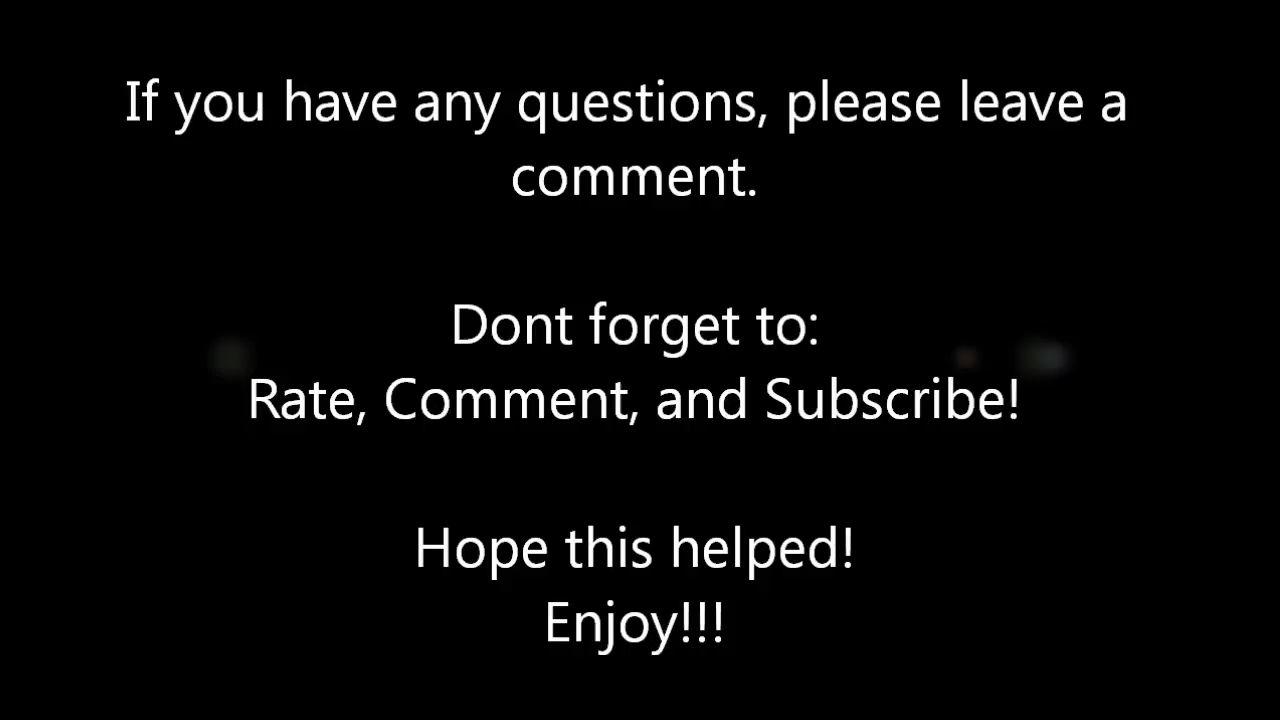 If you have any questions, please leave a
comment.
Dont forget to:
Rate, Comment, and Subscribe!
Hope this helped!
Enjoy!!!